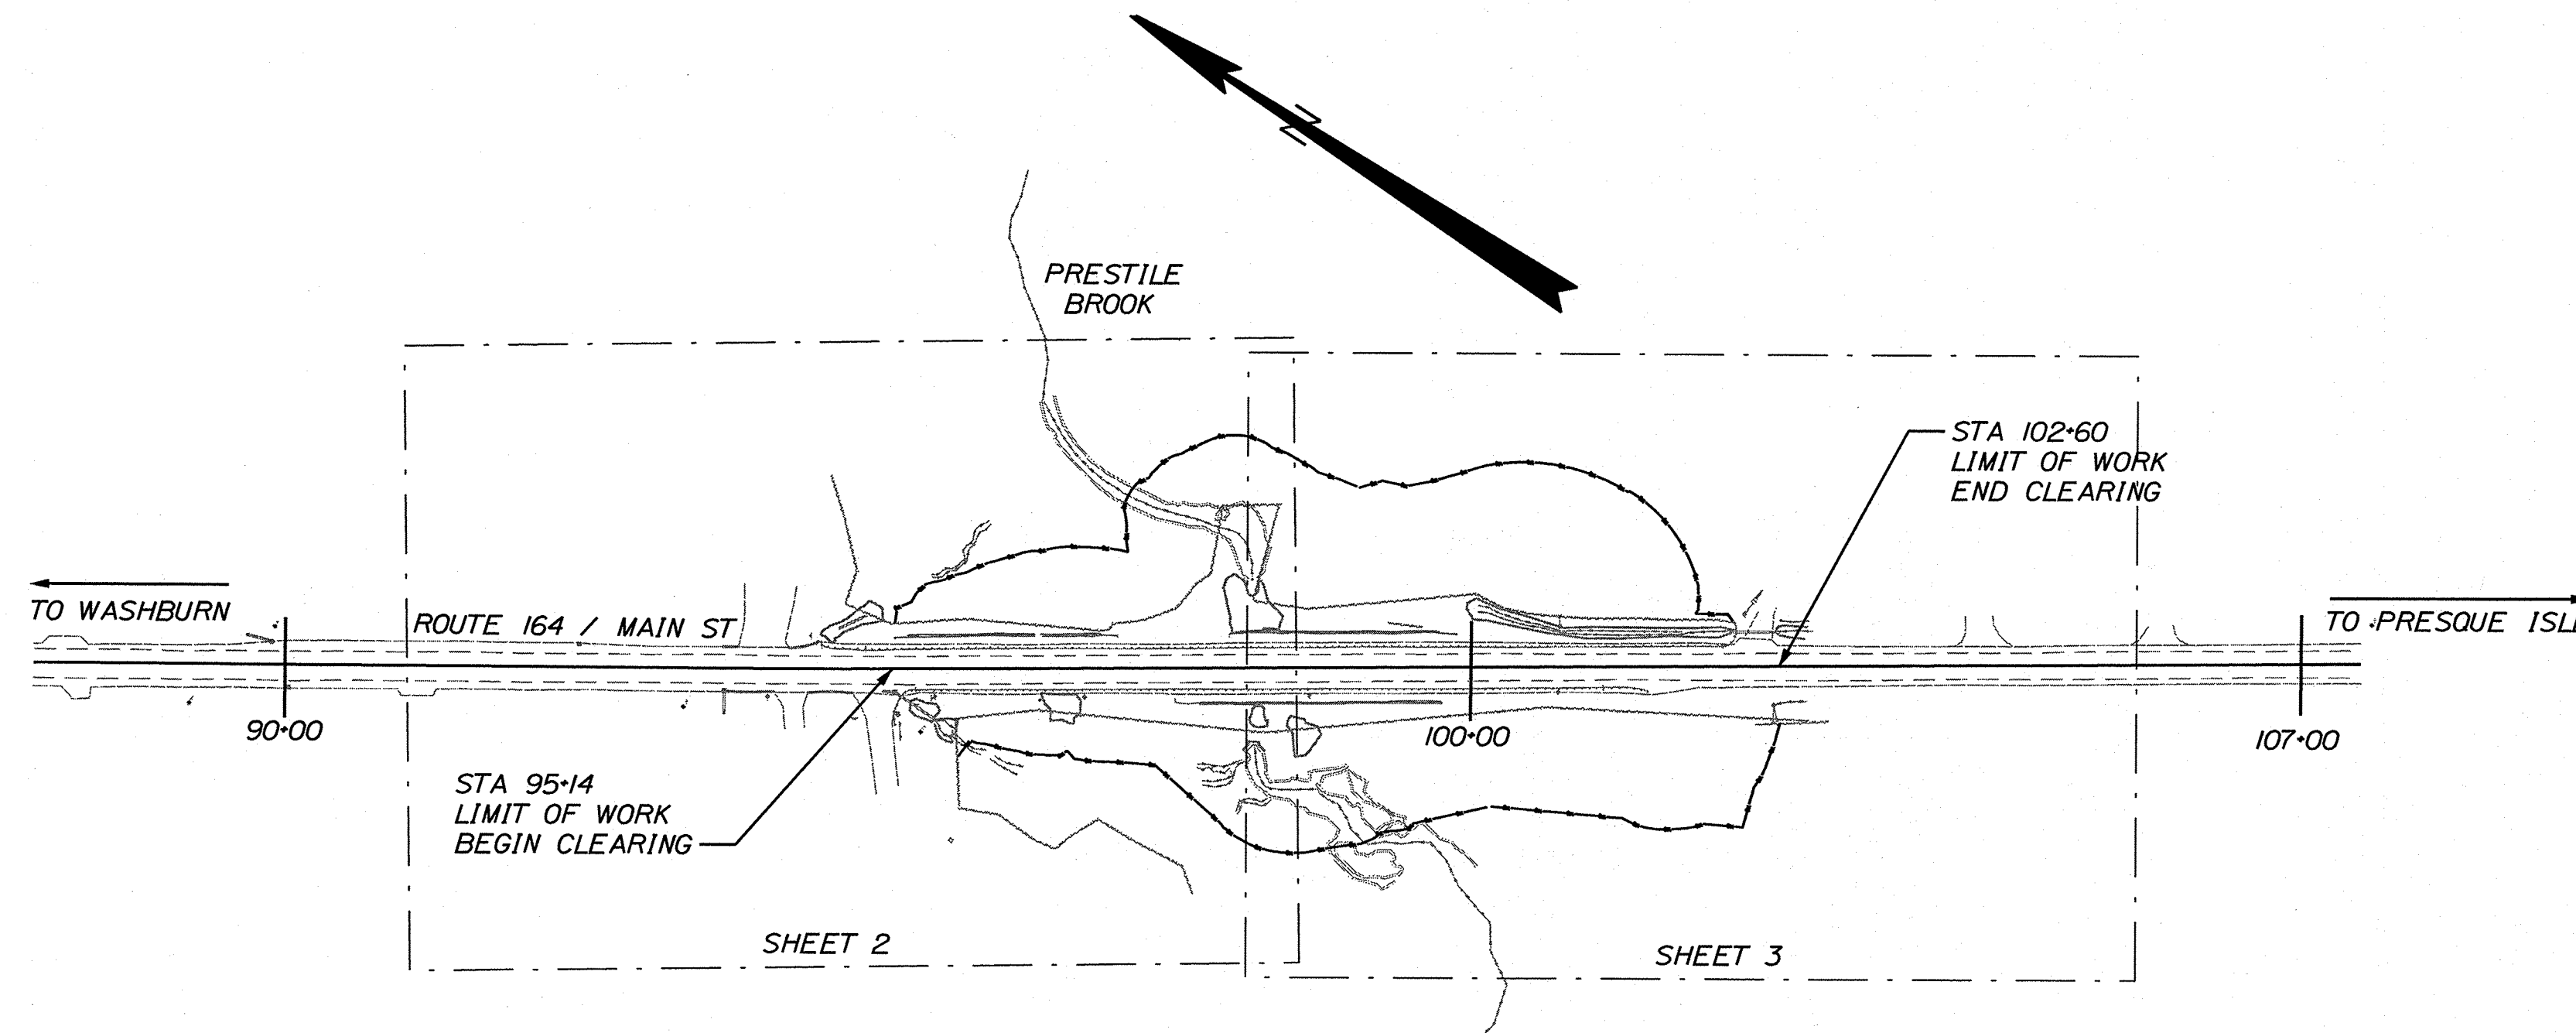 PRESTILE
BROOK
STA 102+60
LIMIT OF WORK
END CLEARING
TO WASHBURN
ROUTE 164 / MAIN ST
TO PRESQUE ISL
90+00
100+00
107+00
STA 95+14
LIMIT OF WORK
BEGIN CLEARING
SHEET 2
SHEET 3